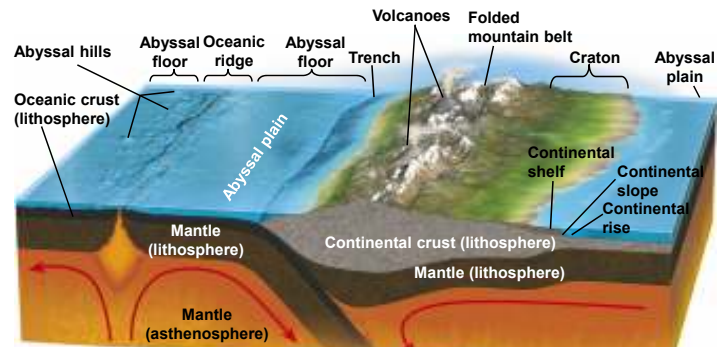 Volcanoes
Folded
mountain belt
Abyssal hills
Abyssal
floor
Oceanic
ridge
Abyssal
floor
Trench
Craton
Abyssal
plain
Oceanic crust
(lithosphere)
Abyssal plain
Continental
shelf
Continental
slope
Continental
rise
Mantle
(lithosphere)
Continental crust (lithosphere)
Mantle (lithosphere)
Mantle
(asthenosphere)